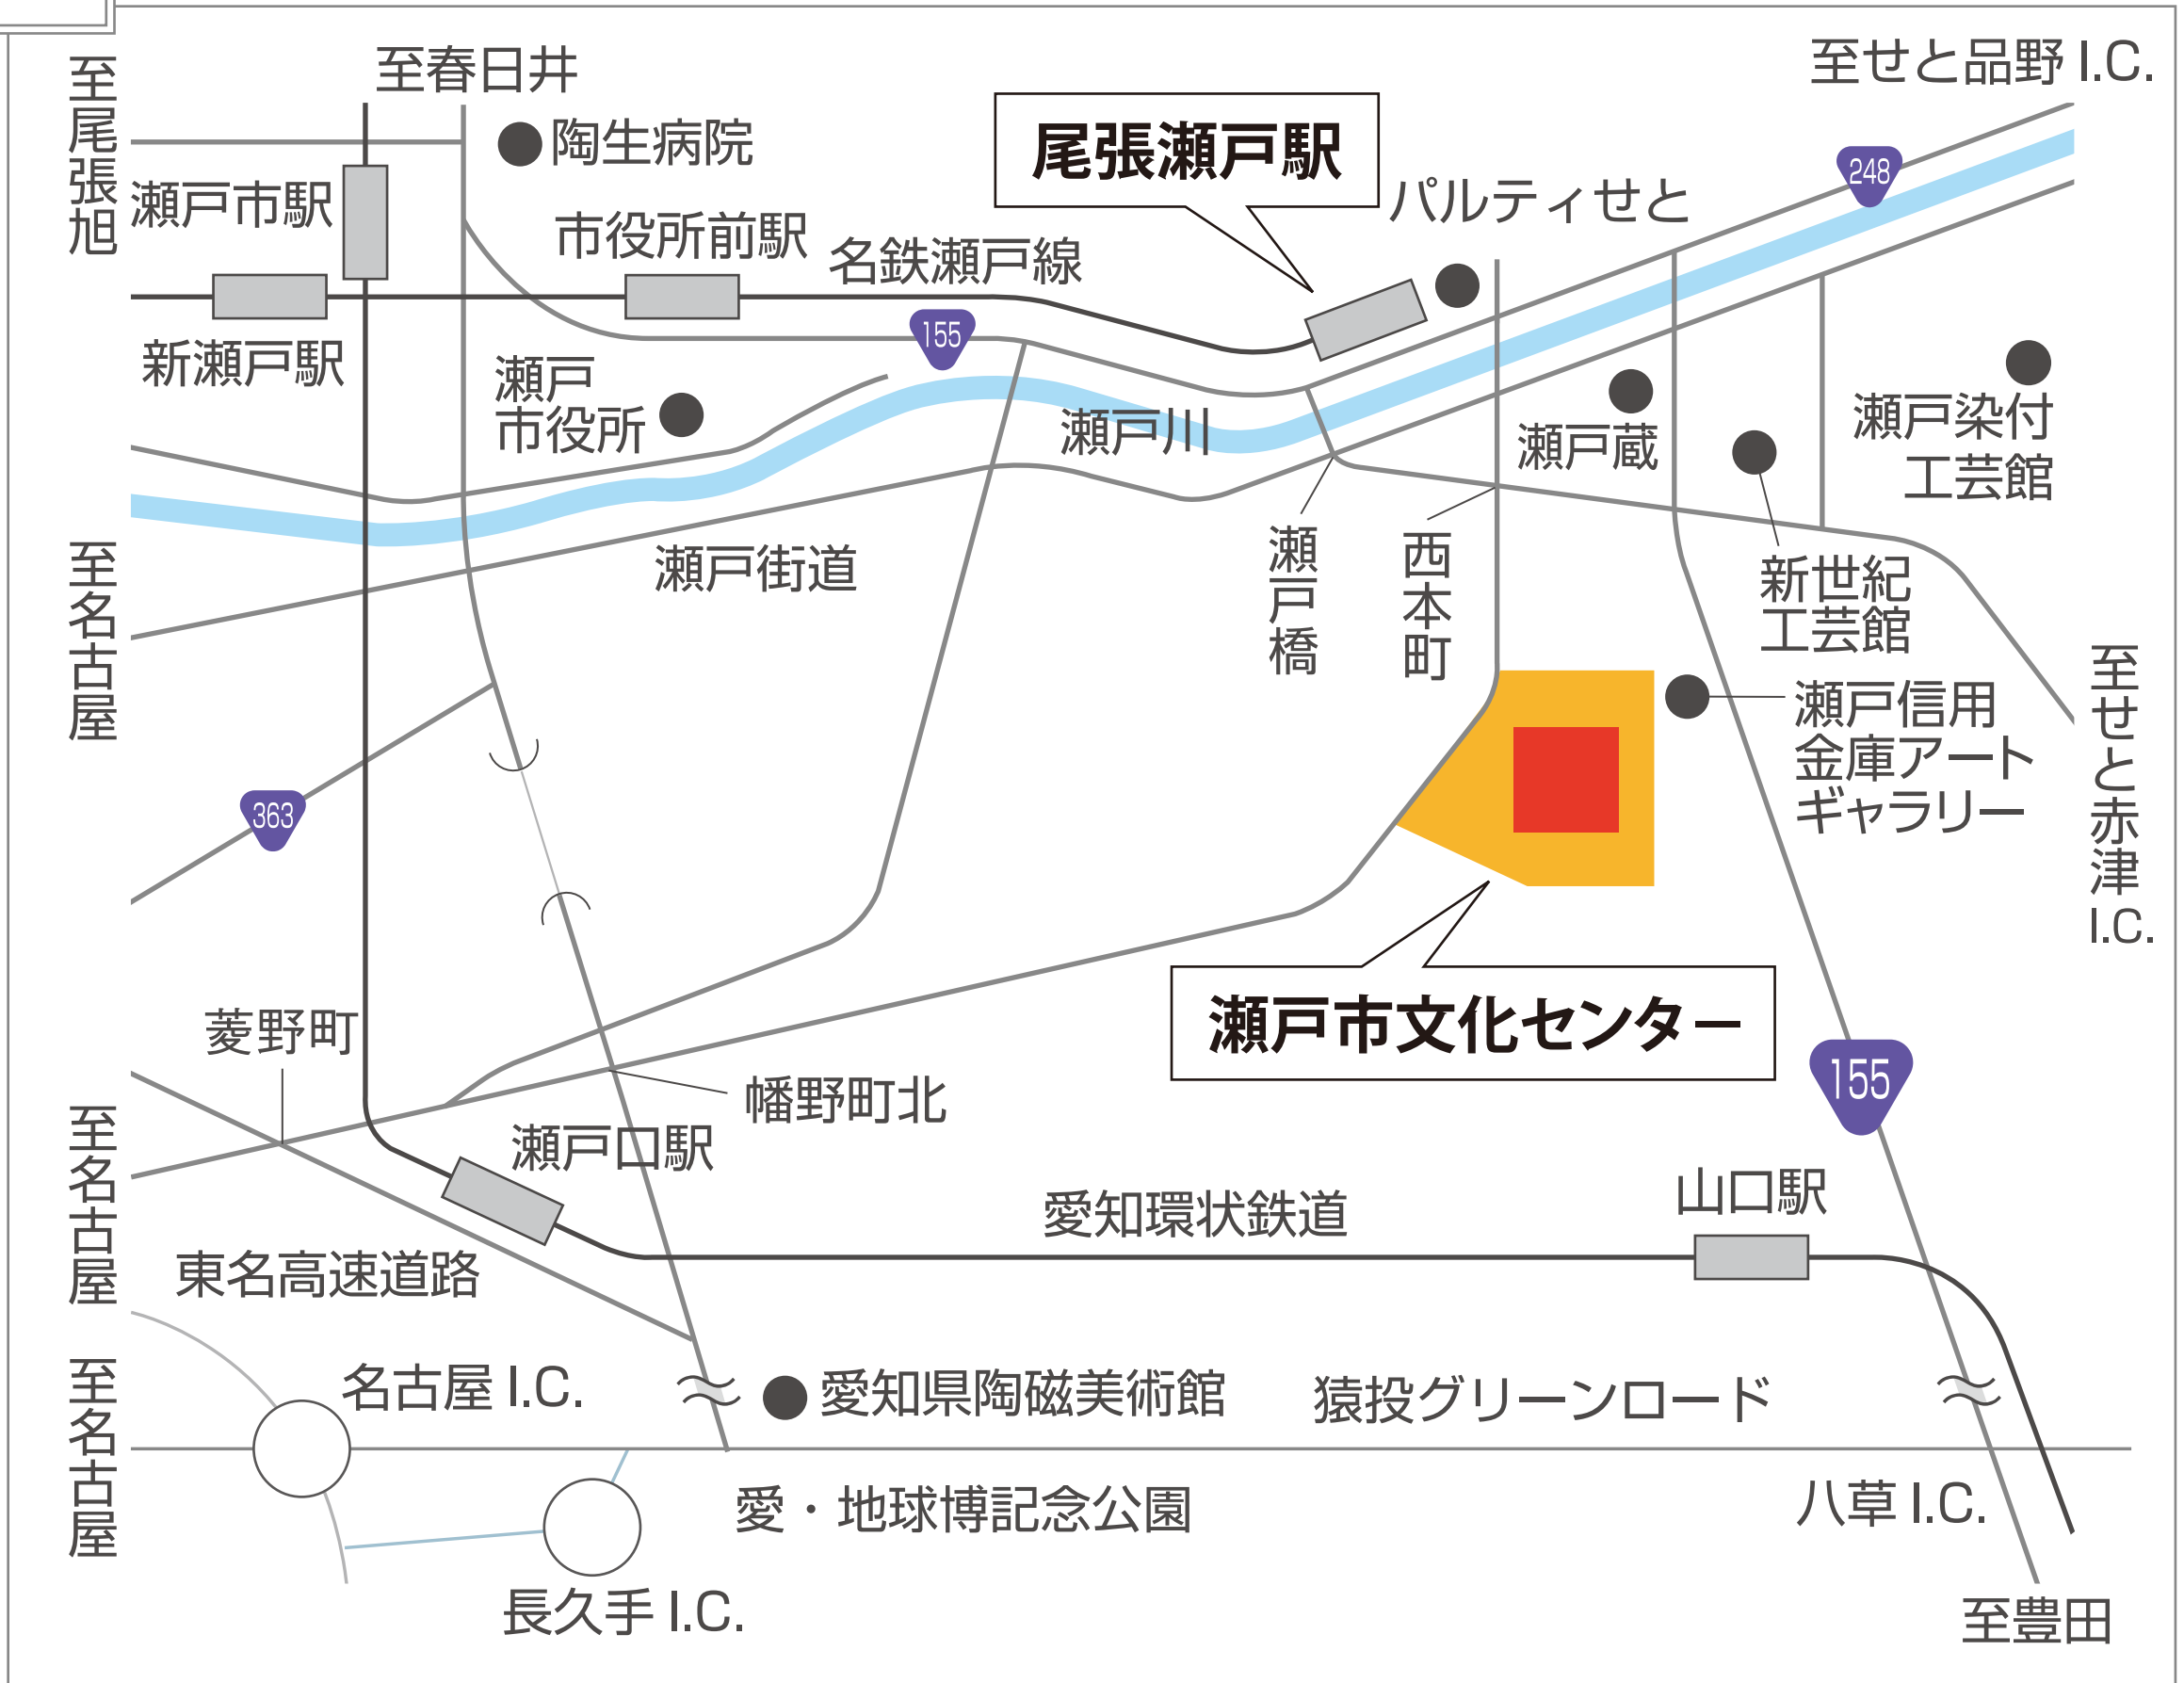 至尾張旭
至春日井
陶生病院
瀬戸市駅
市役所前駅
名鉄瀬戸線
尾張瀬戸駅
パルティせと
248
至せと品野 I.C.
新瀬戸駅
155
瀬戸
市役所
瀬戸川
瀬戸蔵
瀬戸染付
工芸館
至名古屋
瀬戸街道
瀬戸橋
西本町
新世紀
工芸館
瀬戸信用
金庫アート
ギャラリー
至せと赤津
I.C.
363
瀬戸市文化センター
菱野町
幡野町北
155
至名古屋
瀬戸口駅
愛知環状鉄道
山口駅
東名高速道路
至名古屋
名古屋 I.C.
愛知県陶磁美術館
猿投グリーンロード
愛・地球博記念公園
八草 I.C.
長久手 I.C.
至豊田